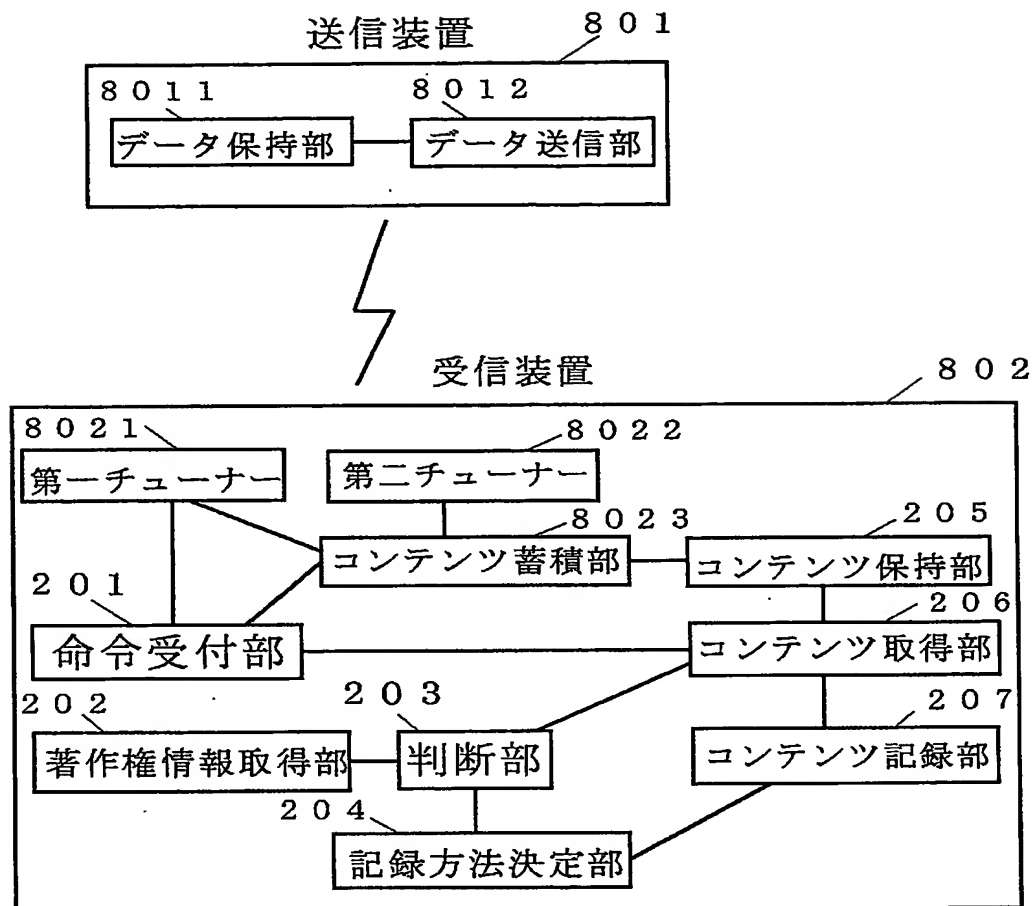 送信装置
801
8011
8012
データ保持部
データ送信部
受信装置
802
8021
8022
第一チューナー
第二チューナー
8023
205
コンテンツ蓄積部
コンテンツ保持部
201
206
命令受付部
コンテンツ取得部
202
203
207
著作権情報取得部
判断部
コンテンツ記録部
204
記録方法決定部